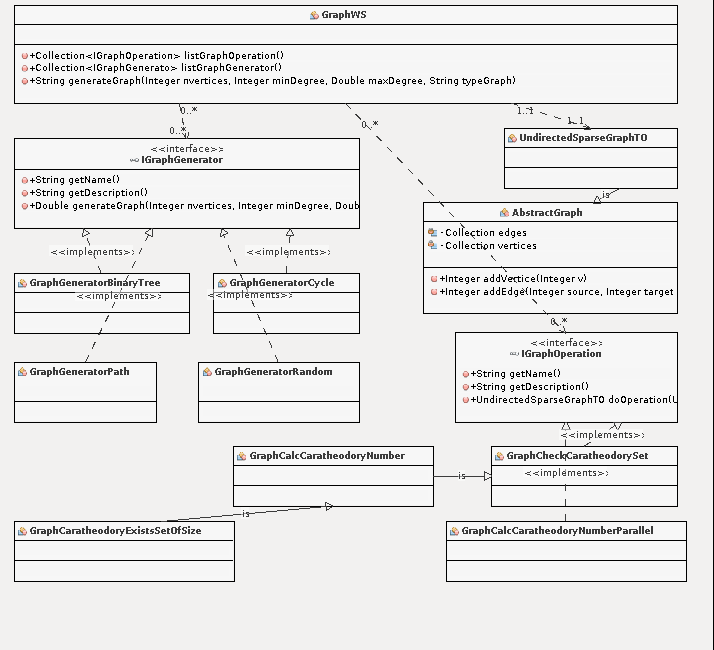 GraphWS
+Collection<IGraphOperation> listGraphOperation()
+Collection<IGraphGenerato> listGraphGenerator()
+String generateGraph(Integer nvertices, Integer minDegree, Double maxDegree, String typeGraph)
0..*
0..*
0..*
1..1
1..1
<<interface>>
IGraphGenerator
+String getName()
+String getDescription()
+Double generateGraph(Integer nvertices, Integer minDegree, Doub
UndirectedSparseGraphTO
is
AbstractGraph
-Collection edges
-Collection vertices
+Integer addVertice(Integer v)
+Integer addEdge(Integer source, Integer target
<<implements>>
<<implements>>
GraphGeneratorBinaryTree
<<implements>>
GraphGeneratorCycle
<<implements>>
0..*
GraphGeneratorPath
GraphGeneratorRandom
<<interface>>
IGraphOperation
+String getName()
+String getDescription()
+UndirectedSparseGraphTO doOperation(U
<<implements>>
GraphCalcCaratheodoryNumber
is
GraphCheckCaratheodorySet
<<implements>>
is
GraphCaratheodoryExistsSetOfSize
GraphCalcCaratheodoryNumberParallel